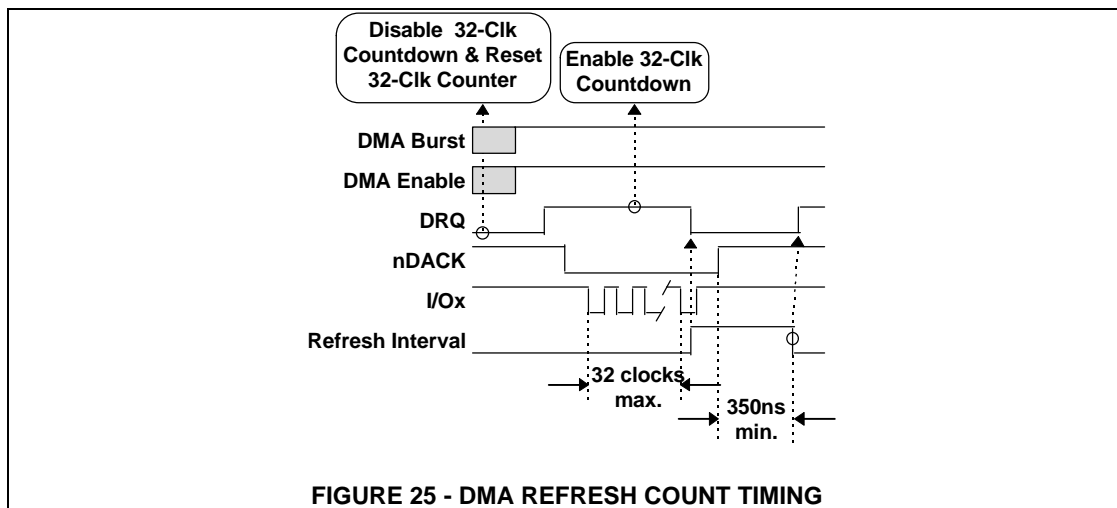 Disable 32-Clk
Countdown & Reset
32-Clk Counter
Enable 32-Clk
Countdown
DMA Burst
DMA Enable
DRQ
nDACK
I/Ox
Refresh Interval
32 clocks
max.
350ns
min.
FIGURE 25 - DMA REFRESH COUNT TIMING